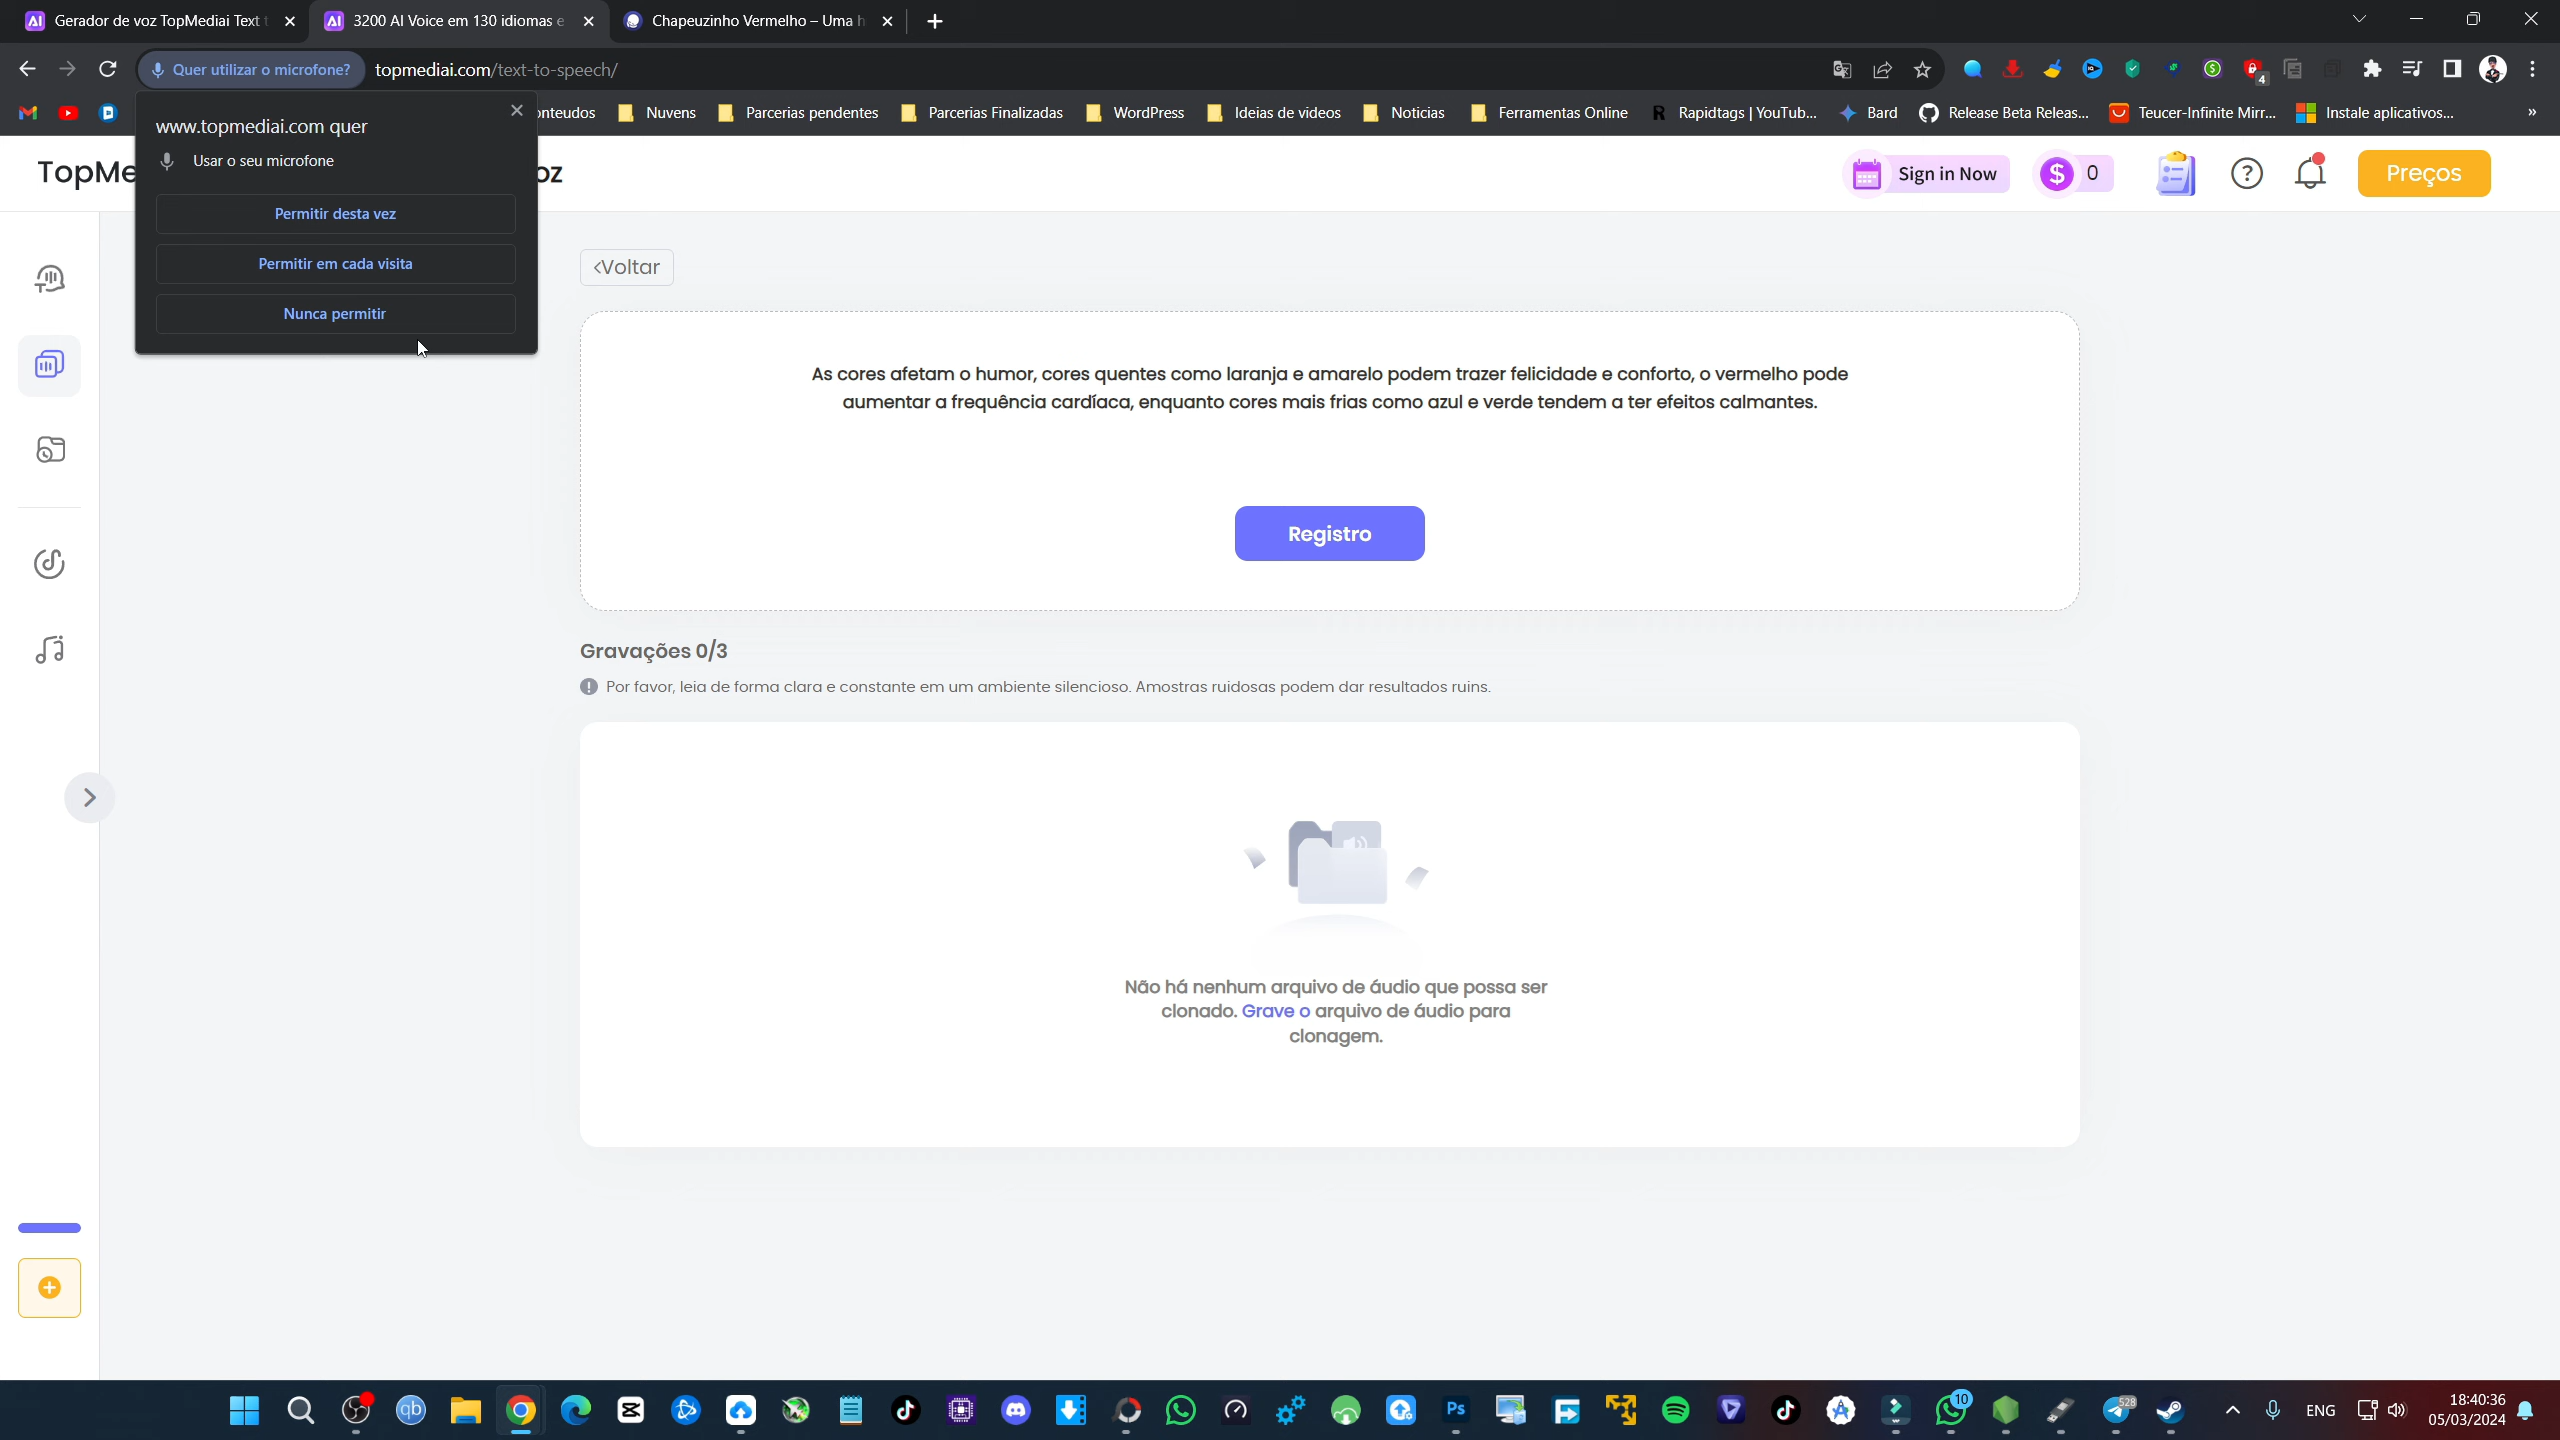 Gerador de voz TopMediai Text
3200 AI Voice em 130 idiomas e
Chapeuzinho Vermelho – Uma h
Quer utilizar o microfone?
topmediai.com/text-to-speech/
4
onteudos
Nuvens
Parcerias pendentes
Parcerias Finalizadas
WordPress
Ideias de videos
Noticias
Ferramentas Online
Rapidtags | YouTub...
Bard
Release Beta Releas...
Teucer-Infinite Mirr...
Instale aplicativos...
»
www.topmediai.com quer
Usar o seu microfone
Permitir desta vez
Permitir em cada visita
Nunca permitir
TopMe
oz
Sign in Now
0
Preços
<Voltar
As cores afetam o humor, cores quentes como laranja e amarelo podem trazer felicidade e conforto, o vermelho pode
aumentar a frequência cardíaca, enquanto cores mais frias como azul e verde tendem a ter efeitos calmantes.
Registro
Gravações 0/3
Por favor, leia de forma clara e constante em um ambiente silencioso. Amostras ruidosas podem dar resultados ruins.
Não há nenhum arquivo de áudio que possa ser
clonado. Grave o arquivo de áudio para
clonagem.
qb
Ps
10
528
ENG
18:40:36
05/03/2024